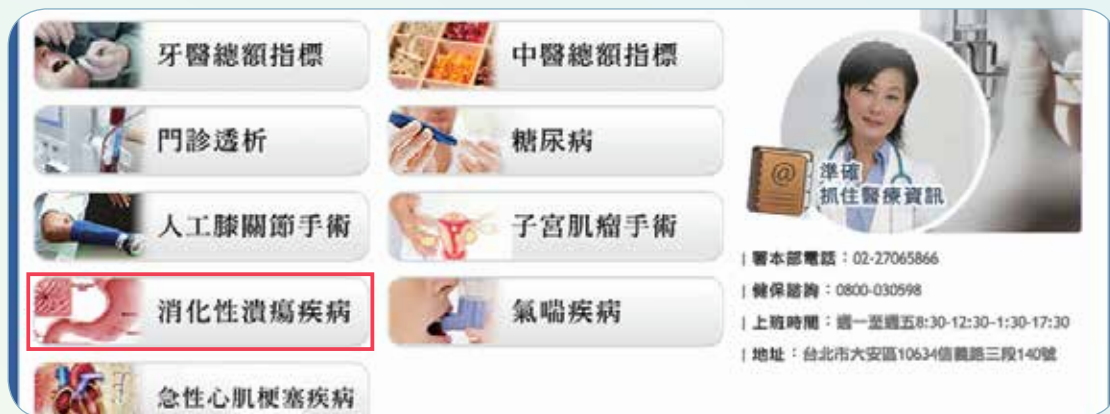 牙醫總額指標
中醫總額指標
門診透析
糖尿病
人工膝關節手術
子宮肌瘤手術
消化性潰瘍疾病
氣喘疾病
急性心肌梗塞疾病
@
準確
抓住醫療資訊
| 署本部電話：02-27065866
| 健保諮詢：0800-030598
| 上班時間：週一至週五8:30-12:30-1:30-17:30
| 地址：台北市大安區10634信義路三段140號